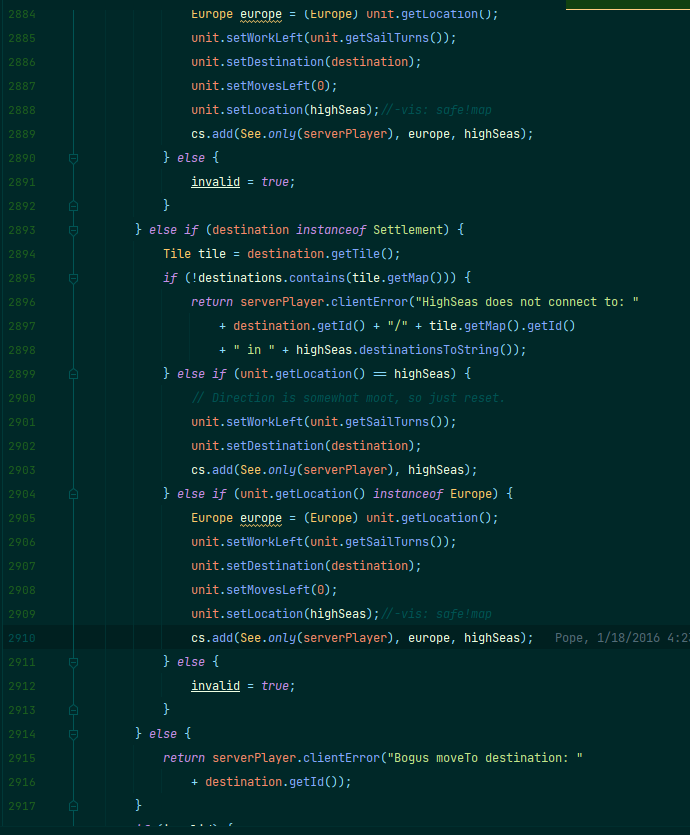 2884 Europe europe = (Europe) unit.getLocation();
2885 unit.setWorkLeft(unit.getSailTurns());
2886 unit.setDestination(destination);
2887 unit.setMovesLeft(0);
2888 unit.setLocation(highSeas);//-vis: safe!map
2889 cs.add(See.only(serverPlayer), europe, highSeas);
2890 } else {
2891 invalid = true;
2892 }
2893 } else if (destination instanceof Settlement) {
2894 Tile tile = destination.getTile();
2895 if (!destinations.contains(tile.getMap())) {
2896 return serverPlayer.clientError("HighSeas does not connect to: "
2897 + destination.getId() + "/" + tile.getMap().getId()
2898 + " in " + highSeas.destinationsToString());
2899 } else if (unit.getLocation() == highSeas) {
2900 // Direction is somewhat moot, so just reset.
2901 unit.setWorkLeft(unit.getSailTurns());
2902 unit.setDestination(destination);
2903 cs.add(See.only(serverPlayer), highSeas);
2904 } else if (unit.getLocation() instanceof Europe) {
2905 Europe europe = (Europe) unit.getLocation();
2906 unit.setWorkLeft(unit.getSailTurns());
2907 unit.setDestination(destination);
2908 unit.setMovesLeft(0);
2909 unit.setLocation(highSeas);//-vis: safe!map
2910 cs.add(See.only(serverPlayer), europe, highSeas); Pope, 1/18/2016
2911 } else {
2912 invalid = true;
2913 }
2914 } else {
2915 return serverPlayer.clientError("Bogus moveTo destination: "
2916 + destination.getId());
2917 }